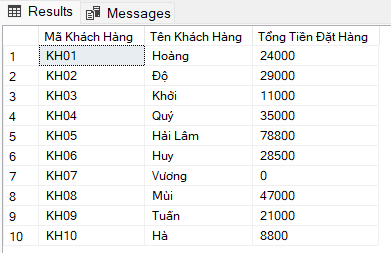 Results Messages
Mã Khách Hàng Tên Khách Hàng Tổng Tiền Đặt Hàng
1 KH01 Hoàng 24000
2 KH02 Độ 29000
3 KH03 Khởi 11000
4 KH04 Quý 35000
5 KH05 Hải Lâm 78800
6 KH06 Huy 28500
7 KH07 Vương 0
8 KH08 Mùi 47000
9 KH09 Tuấn 21000
10 KH10 Hà 8800